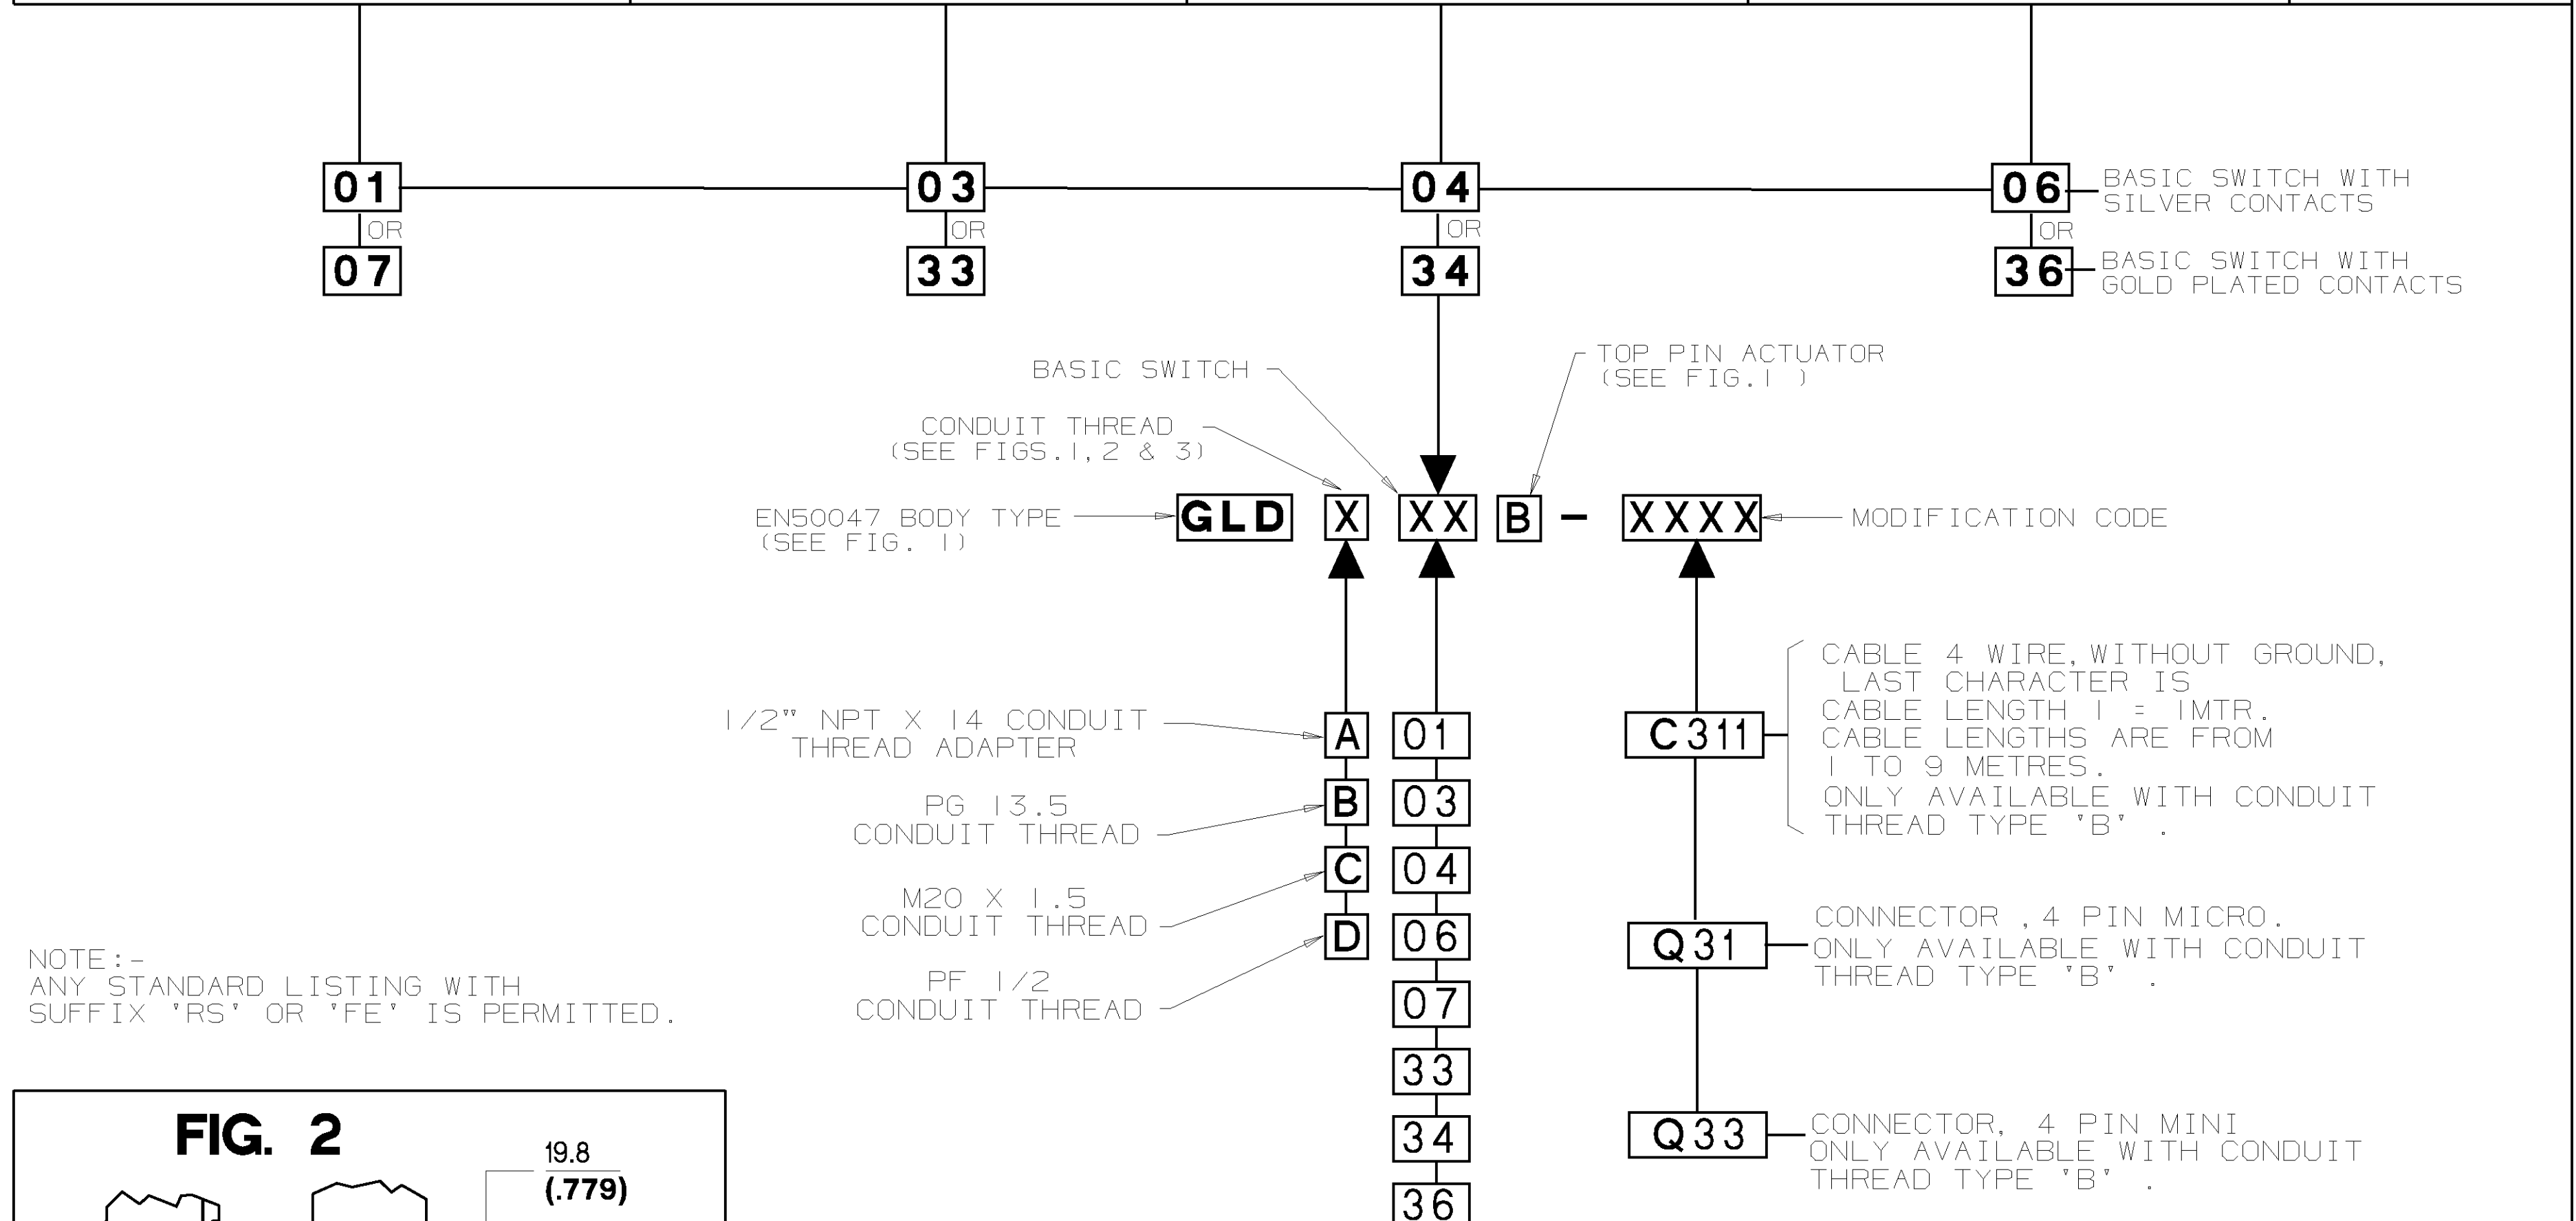 01
03
04
06
BASIC SWITCH WITH
SILVER CONTACTS
OR
OR
OR
OR
07
33
34
36
BASIC SWITCH WITH
GOLD PLATED CONTACTS
BASIC SWITCH
TOP PIN ACTUATOR
(SEE FIG.1 )
CONDUIT THREAD
(SEE FIGS.1,2 & 3)
EN50047 BODY TYPE
(SEE FIG. 1)
GLD X XX B - XXXX
MODIFICATION CODE
1/2" NPT X 14 CONDUIT
THREAD ADAPTER
A
PG 13.5
CONDUIT THREAD
B
M20 X 1.5
CONDUIT THREAD
C
PF 1/2
CONDUIT THREAD
D
01
03
04
06
07
33
34
36
C311
CABLE 4 WIRE, WITHOUT GROUND,
LAST CHARACTER IS
CABLE LENGTH 1 = 1MTR.
CABLE LENGTHS ARE FROM
1 TO 9 METRES.
ONLY AVAILABLE WITH CONDUIT
THREAD TYPE 'B' .
Q31
CONNECTOR ,4 PIN MICRO.
ONLY AVAILABLE WITH CONDUIT
THREAD TYPE 'B' .
Q33
CONNECTOR, 4 PIN MINI
ONLY AVAILABLE WITH CONDUIT
THREAD TYPE 'B' .
NOTE:-
ANY STANDARD LISTING WITH
SUFFIX 'RS' OR 'FE' IS PERMITTED.
FIG. 2
19.8
(.779)